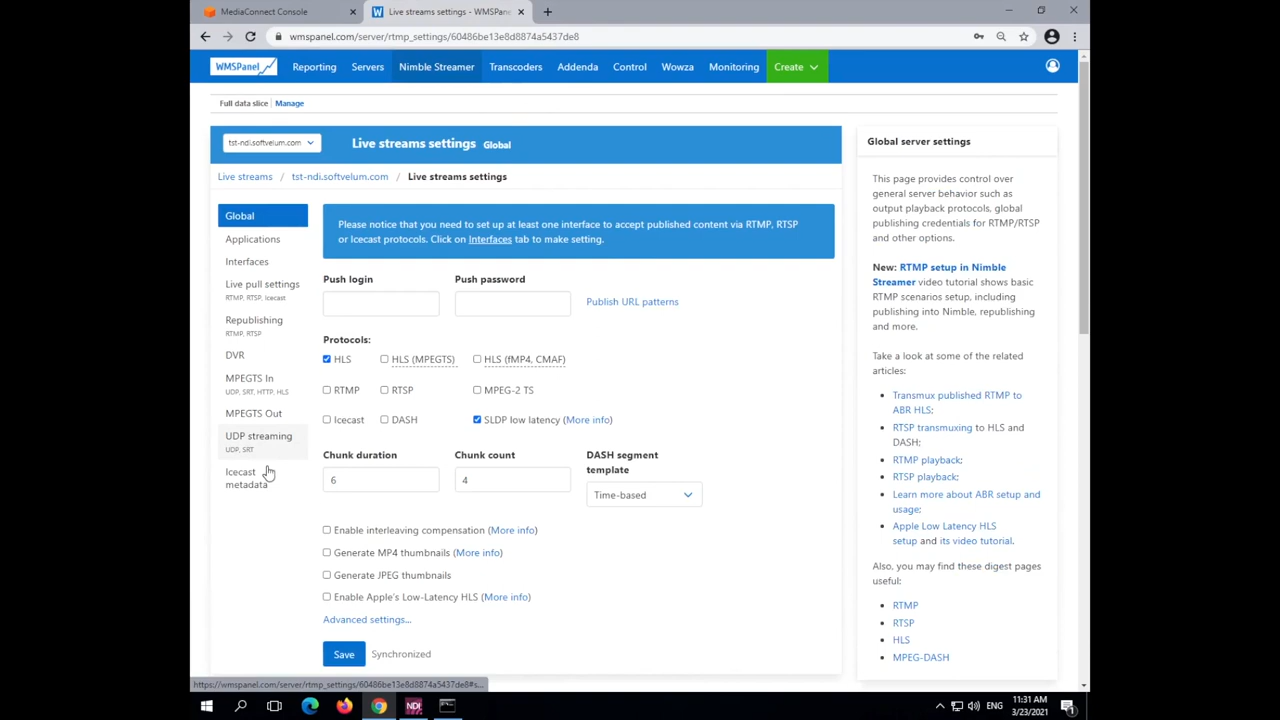 MediaConnect Console
Live streams settings - WMSPane
wmspanel.com/server/rtmp_settings/60486be13e8d8874a5437de8
WMSPANEL
Reporting
Servers
Nimble Streamer
Transcoders
Addenda
Control
Wowza
Monitoring
Create
Full data slice | Manage
tst-ndi.softvelum.com
Live streams settings Global
Live streams / tst-ndi.softvelum.com / Live streams settings
Global
Applications
Interfaces
Live pull settings
RTMP, RTSP, Icecast
Republishing
RTMP, RTSP
DVR
MPEGTS In
UDP, SRT, HTTP, HLS
MPEGTS Out
UDP streaming
UDP, SRT
Icecast
metadata
Please notice that you need to set up at least one interface to accept published content via RTMP, RTSP
or Icecast protocols. Click on Interfaces tab to make setting.
Push login
Push password
Publish URL patterns
Protocols:
HLS
HLS (MPEGTS)
HLS (fMP4, CMAF)
RTMP
RTSP
MPEG-2 TS
Icecast
DASH
SLDP low latency (More info)
Chunk duration
Chunk count
DASH segment
template
6
4
Time-based
Enable interleaving compensation (More info)
Generate MP4 thumbnails (More info)
Generate JPEG thumbnails
Enable Apple's Low-Latency HLS (More info)
Advanced settings...
Save
Synchronized
Global server settings
This page provides control over
general server behavior such as
output playback protocols, global
publishing credentials for RTMP/RTSP
and other options.
New: RTMP setup in Nimble
Streamer video tutorial shows basic
RTMP scenarios setup, including
publishing into Nimble, republishing
and more.
Take a look at some of the related
articles:
Transmux published RTMP to
ABR HLS;
RTSP transmuxing to HLS and
DASH;
RTMP playback;
RTSP playback;
Learn more about ABR setup and
usage;
Apple Low Latency HLS
setup and its video tutorial.
Also, you may find these digest pages
useful:
RTMP
RTSP
HLS
MPEG-DASH
https://wmspanel.com/server/rtmp_settings/60486be13e8d8874a5437de8#s...
NDI
ENG
11:31 AM
3/23/2021
1